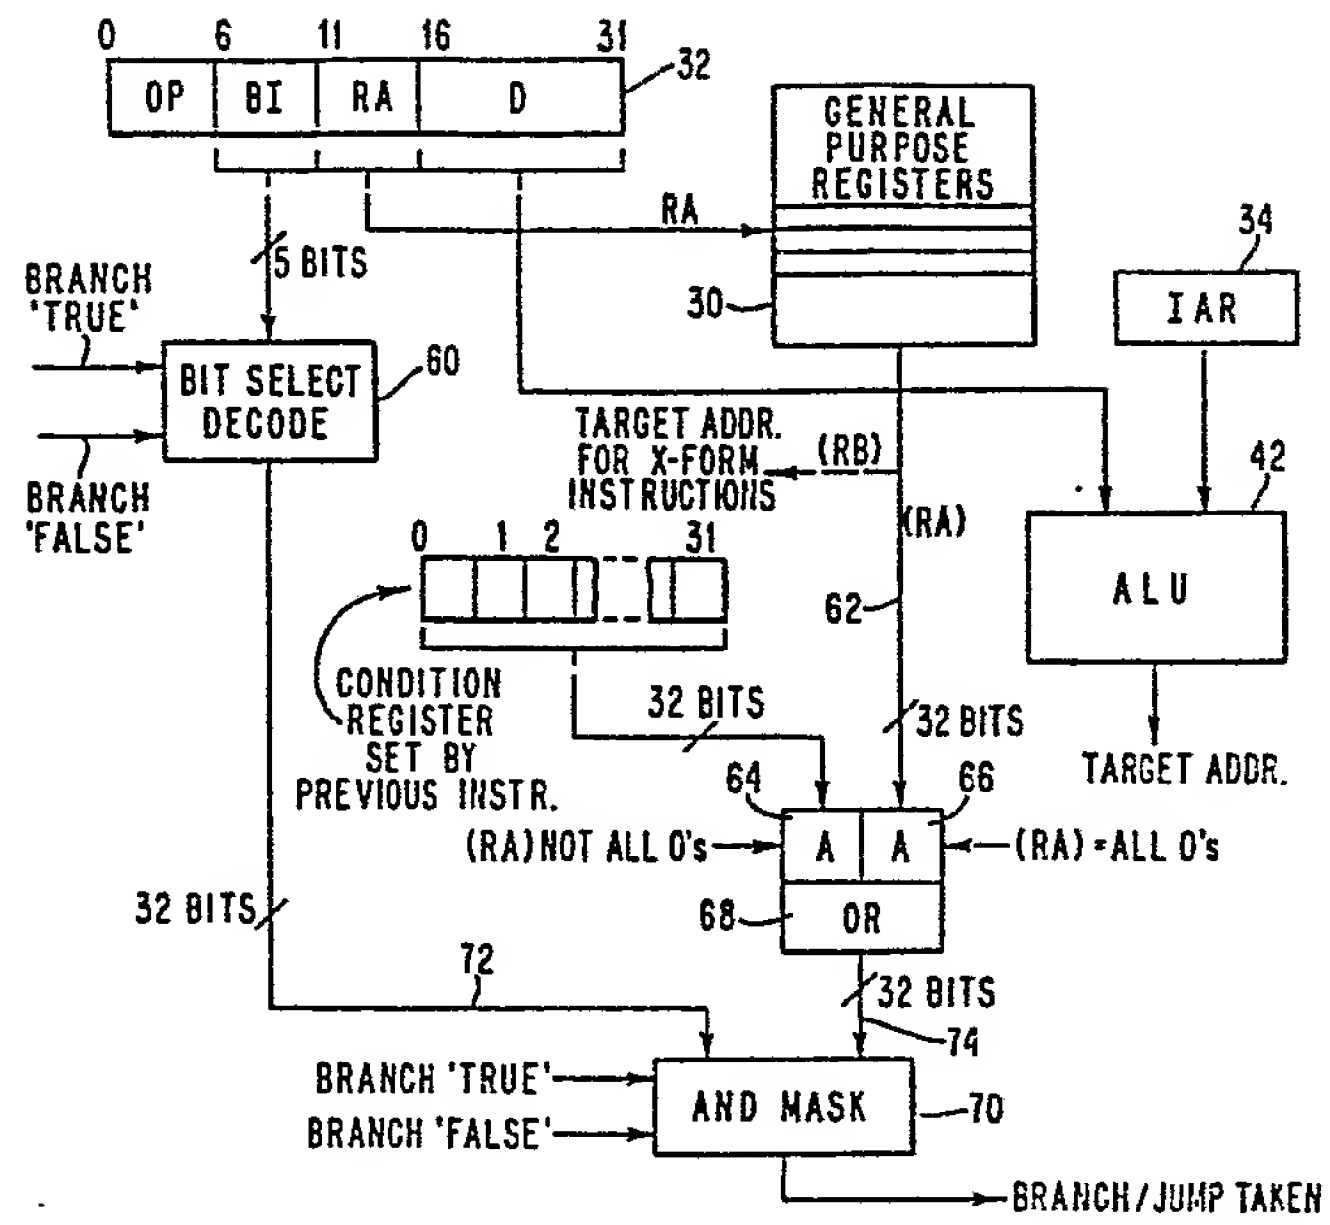 0 6 11 16 31
OP BI RA D
32
GENERAL
PURPOSE
REGISTERS
RA
30
34
IAR
5 BITS
BRANCH
'TRUE'
BIT SELECT
DECODE
60
BRANCH
'FALSE'
TARGET ADDR.
FOR X-FORM
INSTRUCTIONS
(RB)
(RA)
42
ALU
0 1 2 31
62
CONDITION
REGISTER
SET BY
PREVIOUS INSTR.
32 BITS
32 BITS
TARGET ADDR.
64
66
(RA) NOT ALL 0's
A A
(RA) = ALL 0's
68
OR
32 BITS
72
32 BITS
74
BRANCH 'TRUE'
BRANCH 'FALSE'
AND MASK
70
BRANCH/JUMP TAKEN